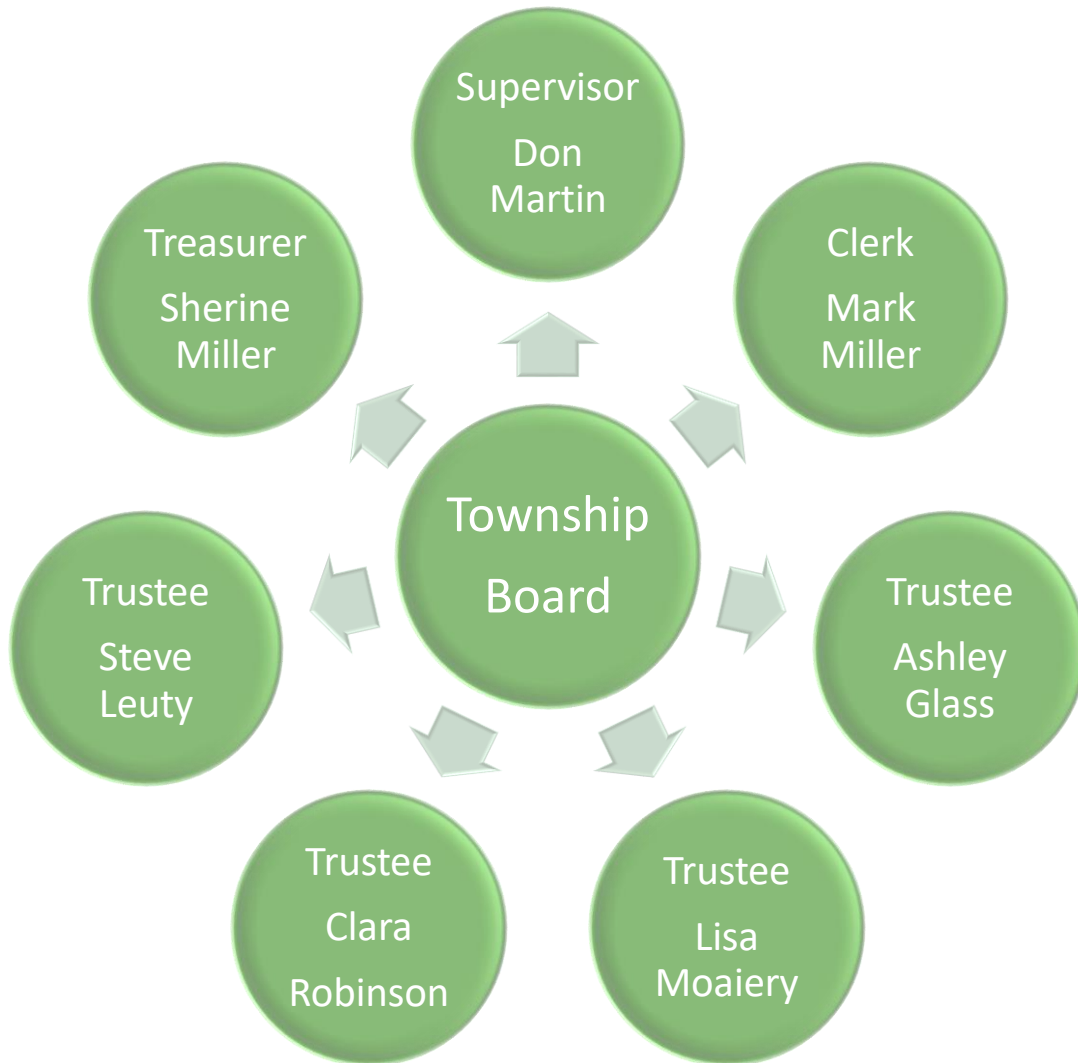 Supervisor
Don
Martin
Clerk
Mark
Miller
Trustee
Ashley
Glass
Trustee
Lisa
Moaiery
Trustee
Clara
Robinson
Trustee
Steve
Leuty
Treasurer
Sherine
Miller
Township
Board